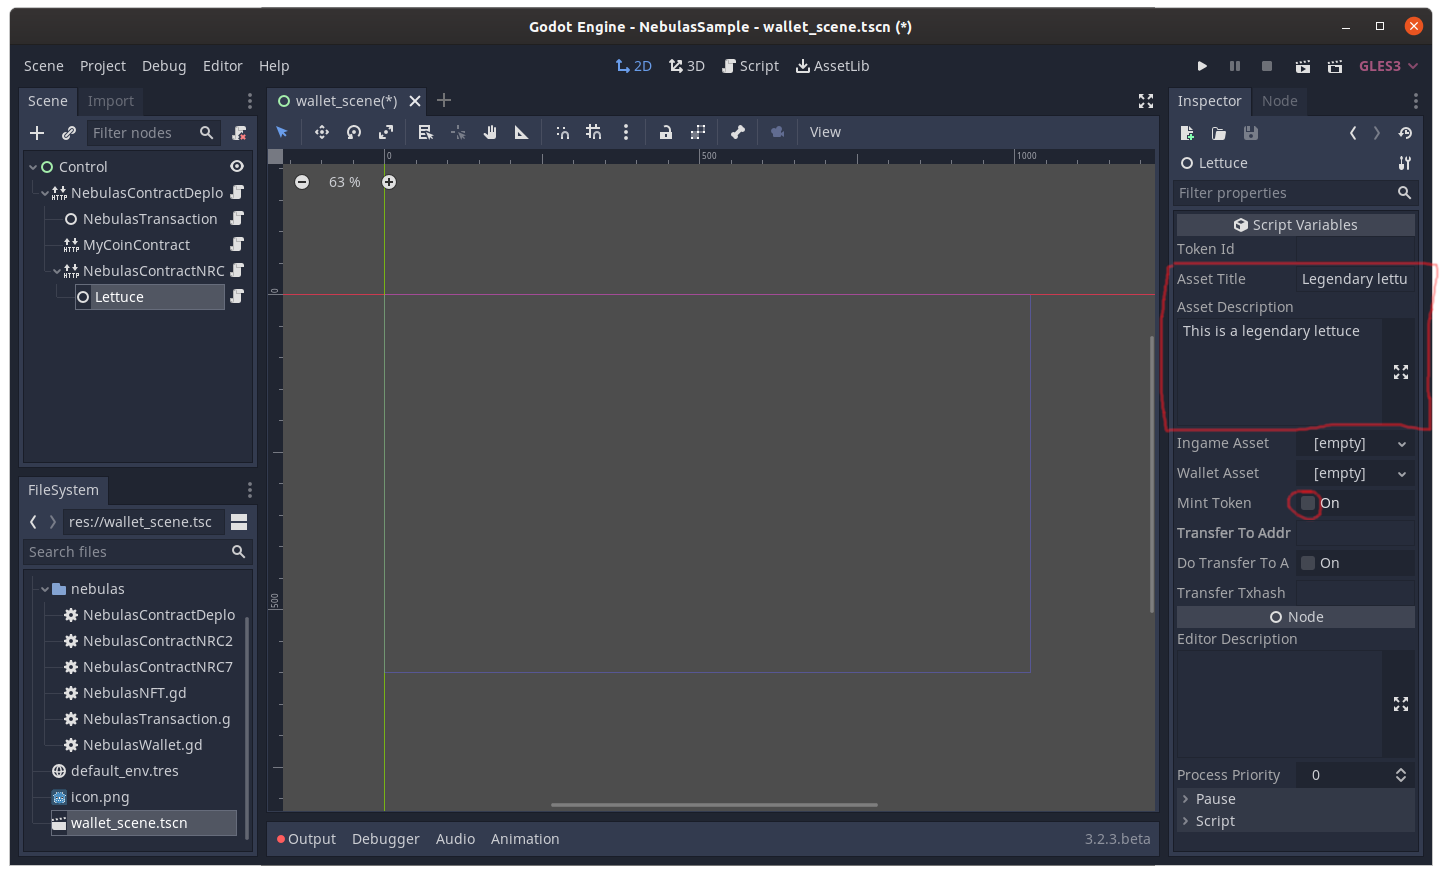 Godot Engine - NebulasSample - wallet_scene.tscn (*)
Scene Project Debug Editor Help 2D 3D Script AssetLib GLES3
Scene Import
Filter nodes
Control
NebulasContractDeplo
NebulasTransaction
MyCoinContract
NebulasContractNRC
Lettuce
FileSystem
res://wallet_scene.tsc
Search files
nebulas
NebulasContractDeplo
NebulasContractNRC2
NebulasContractNRC7
NebulasNFT.gd
NebulasTransaction.g
NebulasWallet.gd
default_env.tres
icon.png
wallet_scene.tscn
wallet_scene(*)
View
0 500 1000
63 %
0
500
Output Debugger Audio Animation 3.2.3.beta
Inspector Node
Lettuce
Filter properties
Script Variables
Token Id
Asset Title Legendary lettu
Asset Description
This is a legendary lettuce
Ingame Asset [empty]
Wallet Asset [empty]
Mint Token On
Transfer To Addr
Do Transfer To A On
Transfer Txhash
Node
Editor Description
Process Priority 0
Pause
Script